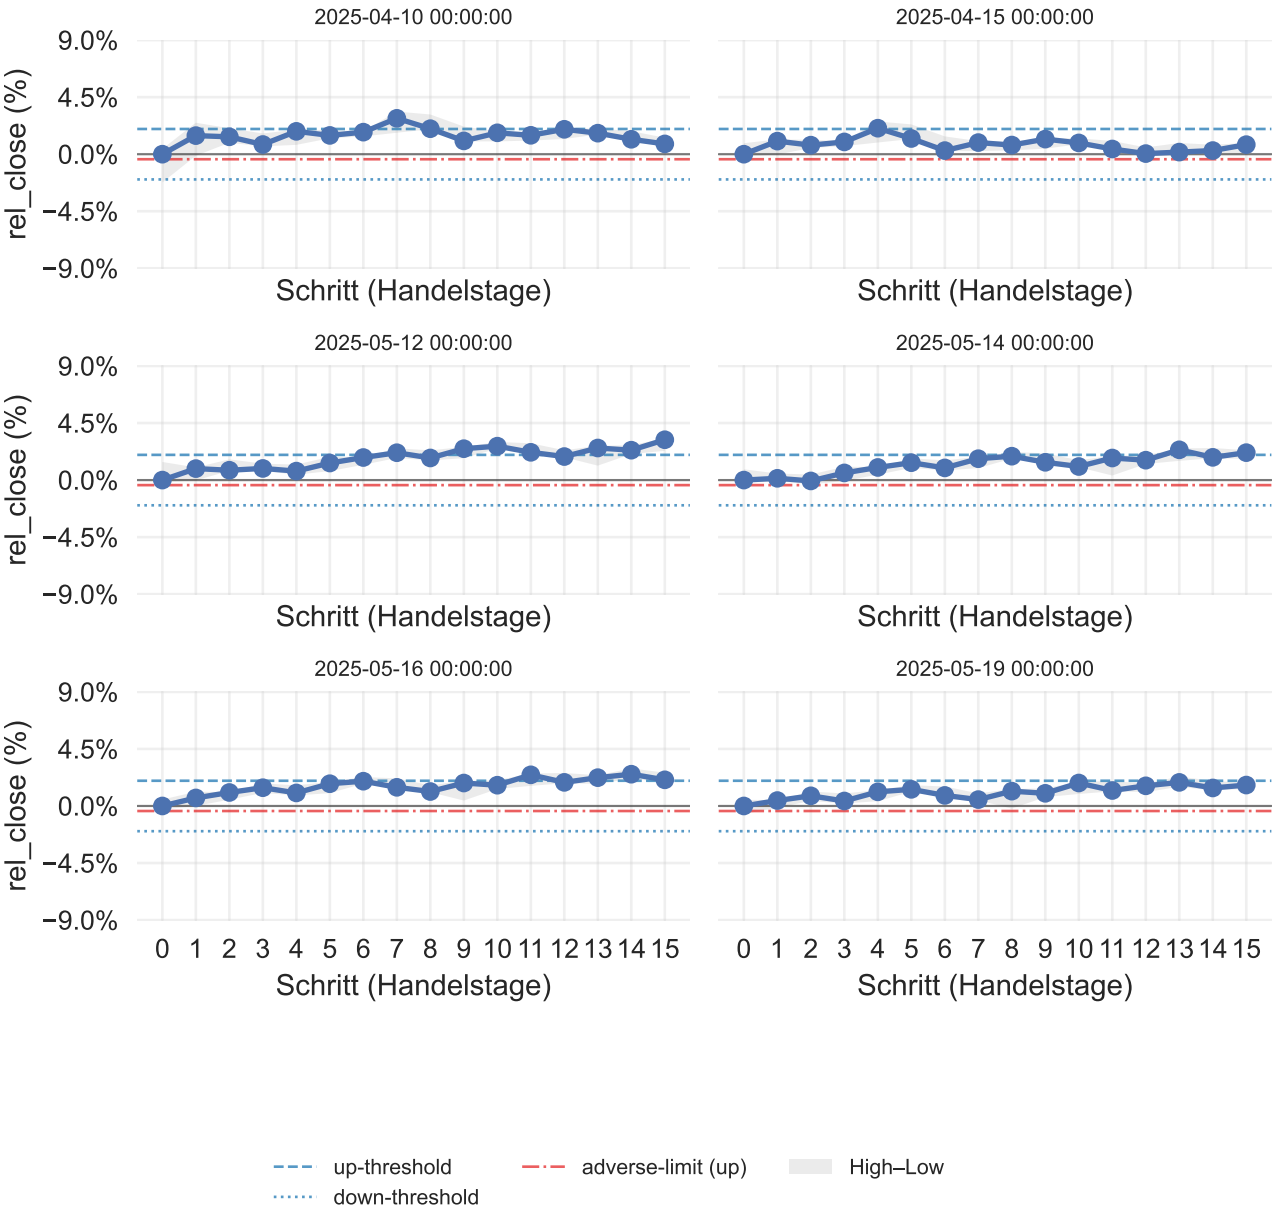 2025-04-10 00:00:00
2025-04-15 00:00:00
9.0%
4.5%
0.0%
−4.5%
−9.0%
rel_close (%)
Schritt (Handelstage)
Schritt (Handelstage)
2025-05-12 00:00:00
2025-05-14 00:00:00
9.0%
4.5%
0.0%
−4.5%
−9.0%
rel_close (%)
Schritt (Handelstage)
Schritt (Handelstage)
2025-05-16 00:00:00
2025-05-19 00:00:00
9.0%
4.5%
0.0%
−4.5%
−9.0%
rel_close (%)
0 1 2 3 4 5 6 7 8 9 10 11 12 13 14 15
0 1 2 3 4 5 6 7 8 9 10 11 12 13 14 15
Schritt (Handelstage)
Schritt (Handelstage)
up-threshold
down-threshold
adverse-limit (up)
High–Low